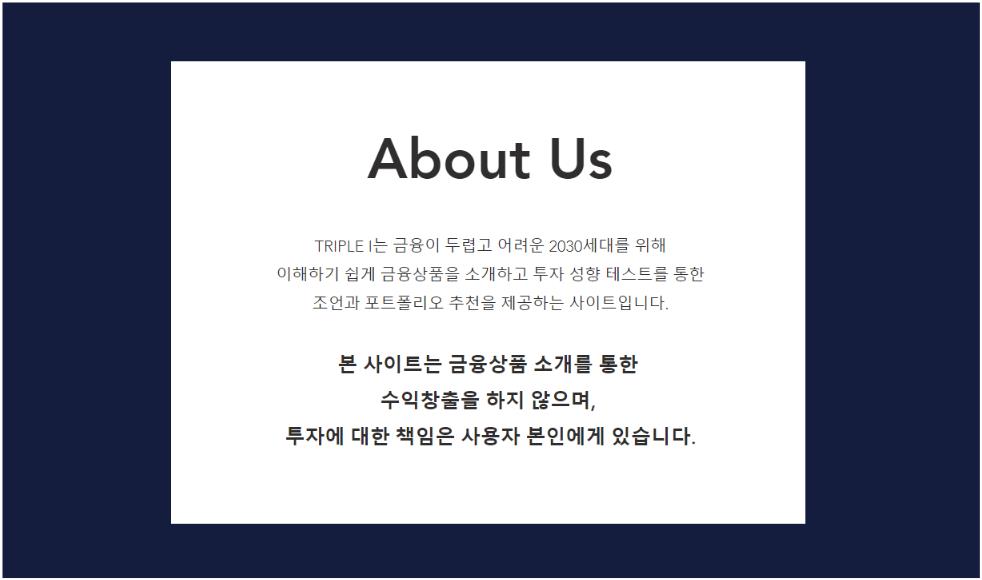 About Us
TRIPLE I는 금융이 두렵고 어려운 2030세대를 위해
이해하기 쉽게 금융상품을 소개하고 투자 성향 테스트를 통한
조언과 포트폴리오 추천을 제공하는 사이트입니다.
본 사이트는 금융상품 소개를 통한
수익창출을 하지 않으며,
투자에 대한 책임은 사용자 본인에게 있습니다.